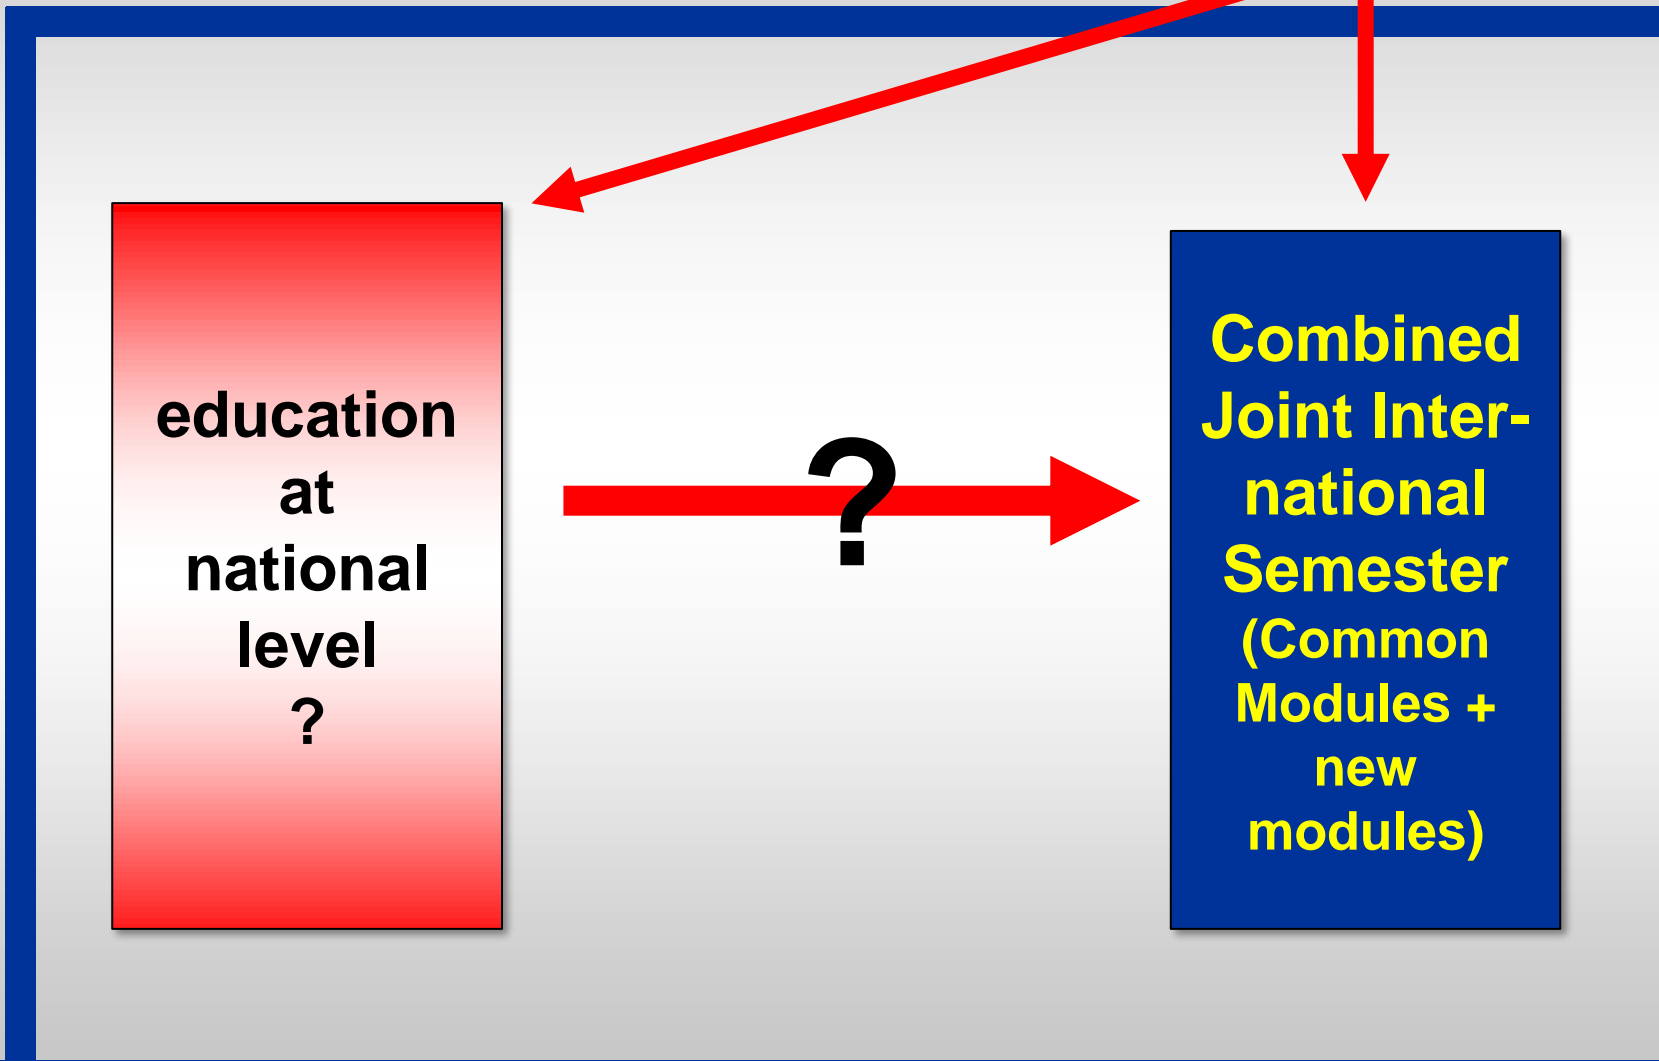 education
at
national
level
?
?
Combined
Joint Inter-
national
Semester
(Common
Modules +
new
modules)